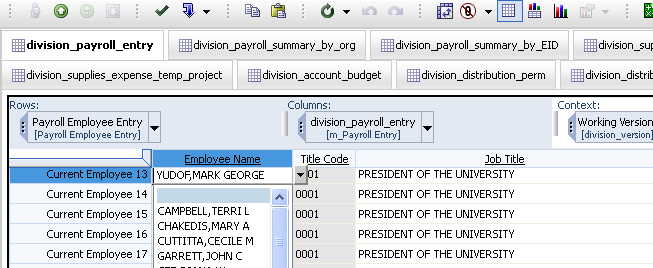 division_payroll_entry division_payroll_summary_by_org division_payroll_summary_by_EID division_sup
division_supplies_expense_temp_project division_account_budget division_distribution_perm division_distrib
Rows: Columns: Context:
Payroll Employee Entry division_payroll_entry Working Version
[Payroll Employee Entry] [m_Payroll Entry] [division_version]
Employee Name Title Code Job Title
Current Employee 13 YUDOF,MARK GEORGE 01 PRESIDENT OF THE UNIVERSITY
Current Employee 14 0001 PRESIDENT OF THE UNIVERSITY
Current Employee 15 CAMPBELL,TERRI L 0001 PRESIDENT OF THE UNIVERSITY
CHAKEDIS,MARY A
Current Employee 16 CUTTITTA,CECILE M 0001 PRESIDENT OF THE UNIVERSITY
Current Employee 17 GARRETT,JOHN C 0001 PRESIDENT OF THE UNIVERSITY